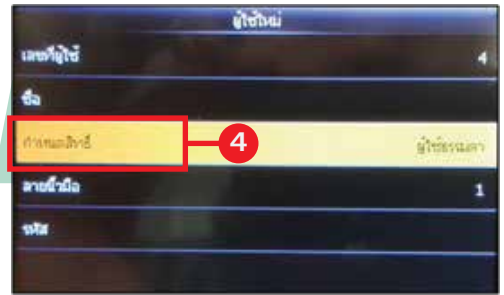 ผู้ใช้ใหม่
เลขที่ผู้ใช้ 4
ชื่อ
กำหนดสิทธิ์ 4 ผู้ใช้ธรรมดา
ลายนิ้วมือ 1
รหัส